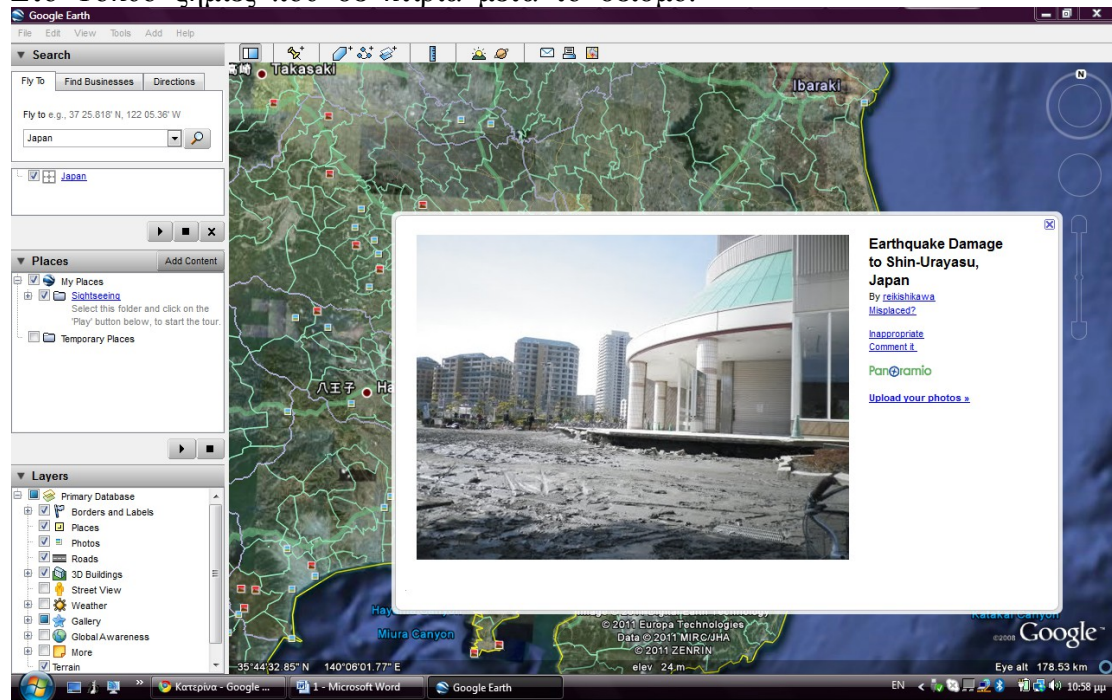 Google Earth
File Edit View Tools Add Help
Search
Fly To Find Businesses Directions
Fly to e.g., 37 25.818' N, 122 05.36' W
Japan
Japan
Places Add Content
My Places
Sightseeing
Select this folder and click on the
'Play' button below, to start the tour.
Temporary Places
Layers
Primary Database
Borders and Labels
Places
Photos
Roads
3D Buildings
Street View
Weather
Gallery
Global Awareness
More
Terrain
Takasaki
Ibaraki
N
八王子
Earthquake Damage
to Shin-Urayasu,
Japan
By reikishikawa
Misplaced?
Inappropriate
Comment it
Panoramio
Upload your photos »
Miura Canyon
© 2011 Europa Technologies
Data © 2011 MIRC/JHA
© 2011 ZENRIN
©2008 Google
35°44'32.85" N 140°06'01.77" E
elev 24 m
Eye alt 178.53 km
Κατερίνα - Google ...
1 - Microsoft Word
Google Earth
EN
10:58 μμ